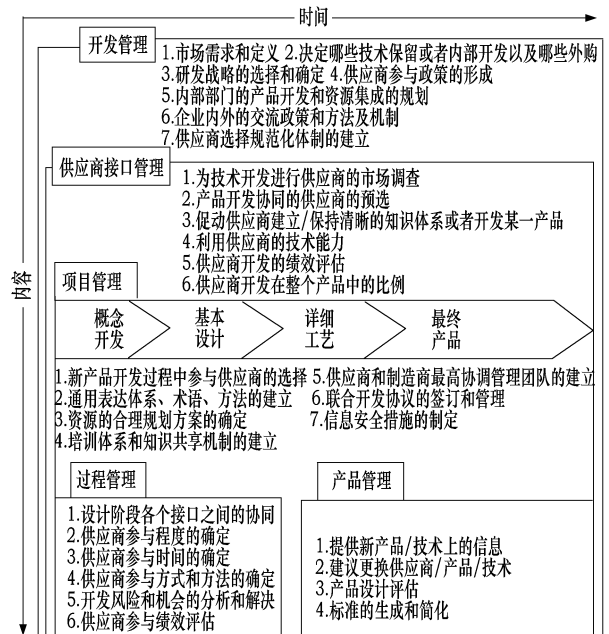 时间
内容
开发管理
1.市场需求和定义 2.决定哪些技术保留或者内部开发以及哪些外购
3.研发战略的选择和确定 4.供应商参与政策的形成
5.内部部门的产品开发和资源集成的规划
6.企业内外的交流政策和方法及机制
7.供应商选择规范化体制的建立
供应商接口管理
1.为技术开发进行供应商的市场调查
2.产品开发协同的供应商的预选
3.促动供应商建立/保持清晰的知识体系或者开发某一产品
4.利用供应商的技术能力
5.供应商开发的绩效评估
6.供应商开发在整个产品中的比例
项目管理
概念
开发
基本
设计
详细
工艺
最终
产品
1.新产品开发过程中参与供应商的选择 5.供应商和制造商最高协调管理团队的建立
2.通用表达体系、术语、方法的建立 6.联合开发协议的签订和管理
3.资源的合理规划方案的确定 7.信息安全措施的制定
4.培训体系和知识共享机制的建立
过程管理
1.设计阶段各个接口之间的协同
2.供应商参与程度的确定
3.供应商参与时间的确定
4.供应商参与方式和方法的确定
5.开发风险和机会的分析和解决
6.供应商参与绩效评估
产品管理
1.提供新产品/技术上的信息
2.建议更换供应商/产品/技术
3.产品设计评估
4.标准的生成和简化